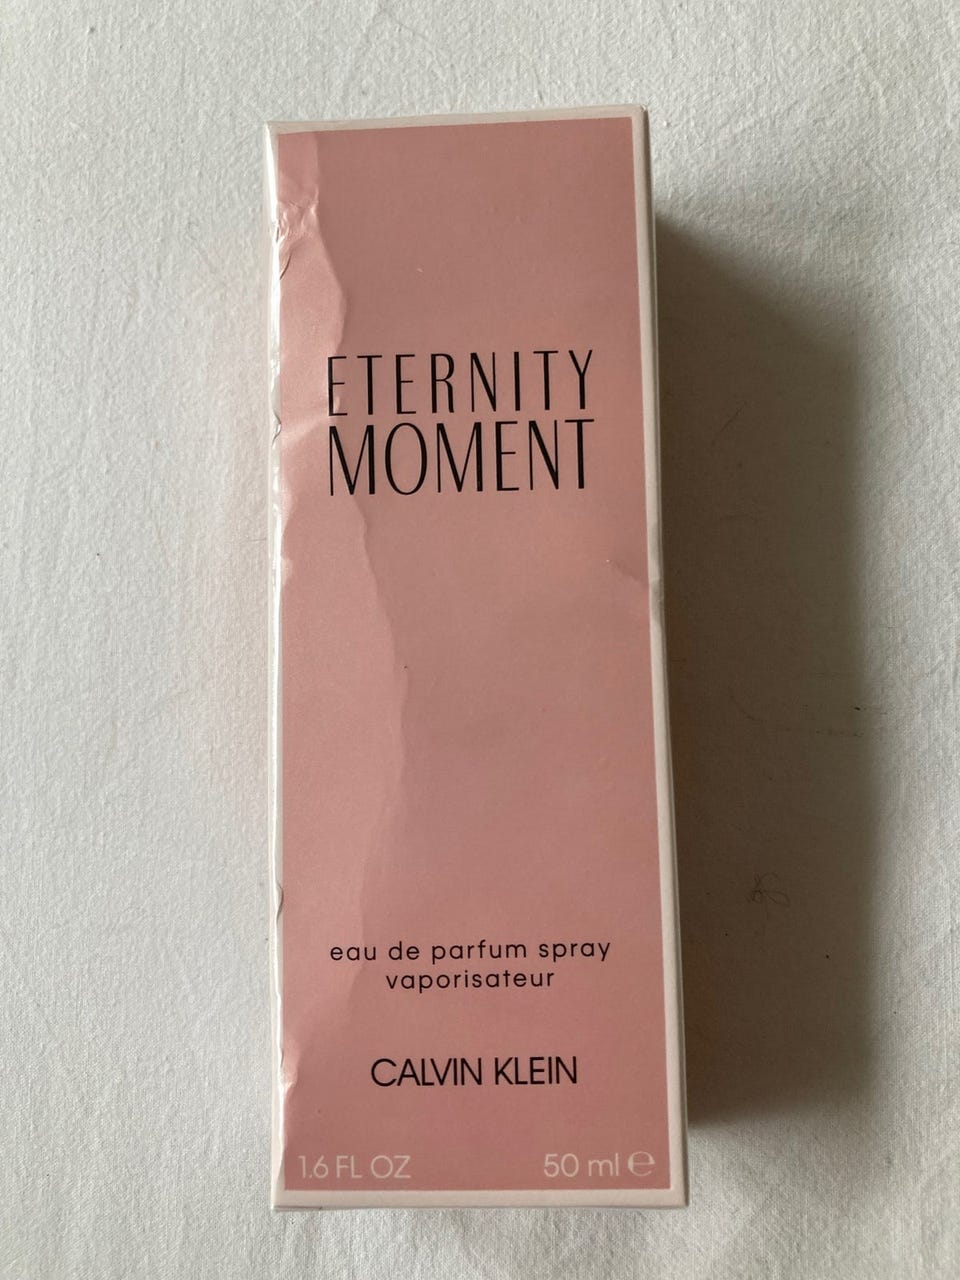 ETERNITY
MOMENT
eau de parfum spray
vaporisateur
CALVIN KLEIN
1.6 FL OZ 50 ml ℮